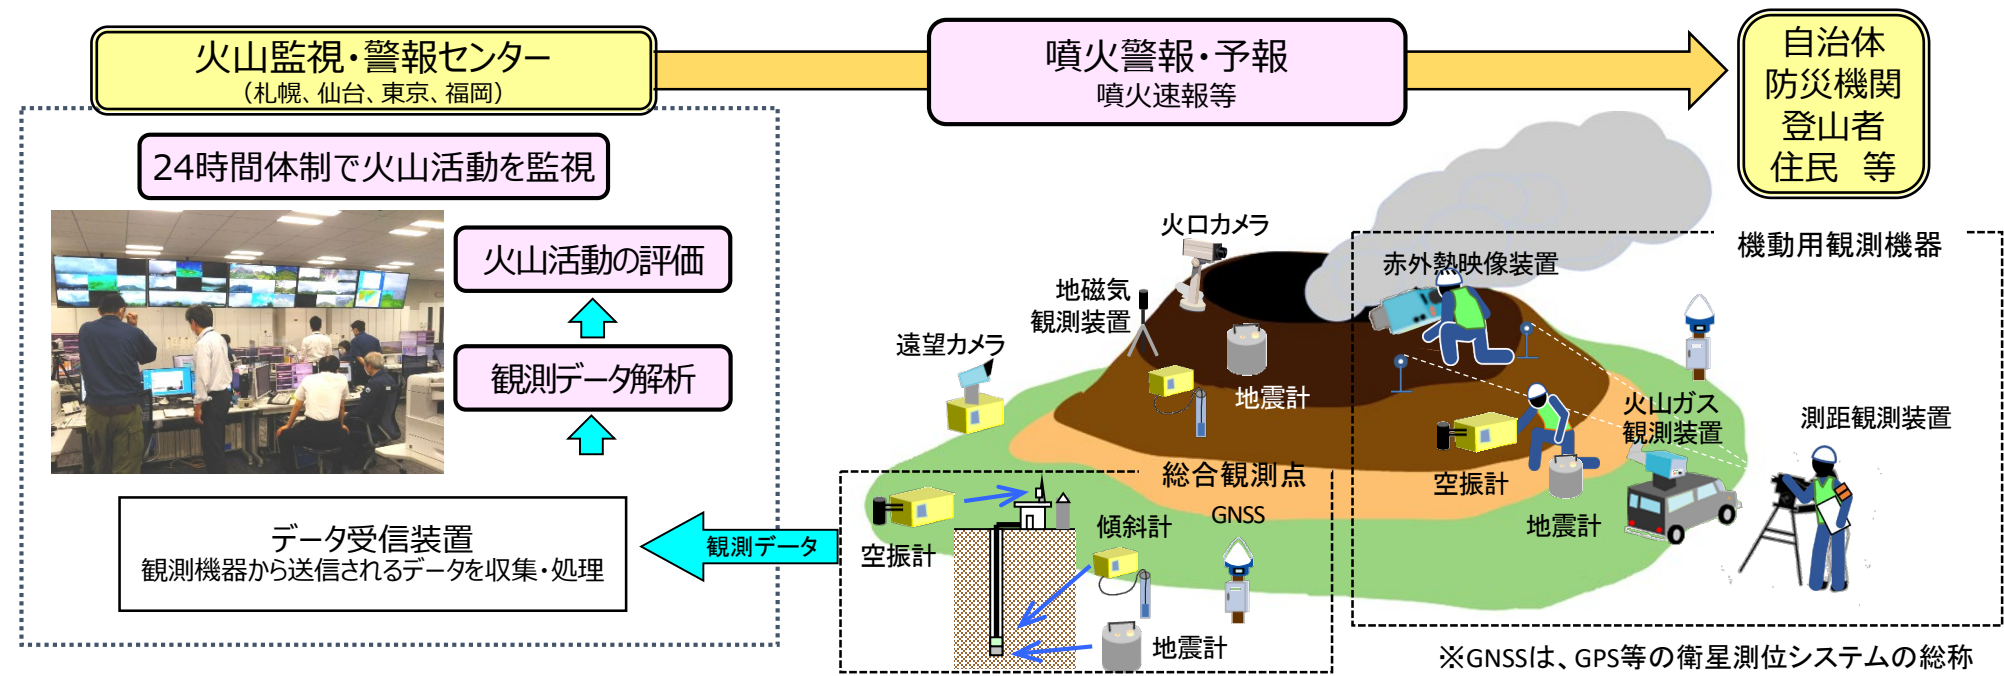 火山監視・警報センター
（札幌、仙台、東京、福岡）
噴火警報・予報
噴火速報等
自治体
防災機関
登山者
住民　等
24時間体制で火山活動を監視
火山活動の評価
観測データ解析
データ受信装置
観測機器から送信されるデータを収集・処理
観測データ
火口カメラ
地磁気
観測装置
遠望カメラ
地震計
機動用観測機器
赤外熱映像装置
火山ガス
観測装置
測距観測装置
空振計
地震計
総合観測点
GNSS
傾斜計
空振計
地震計
※GNSSは、GPS等の衛星測位システムの総称